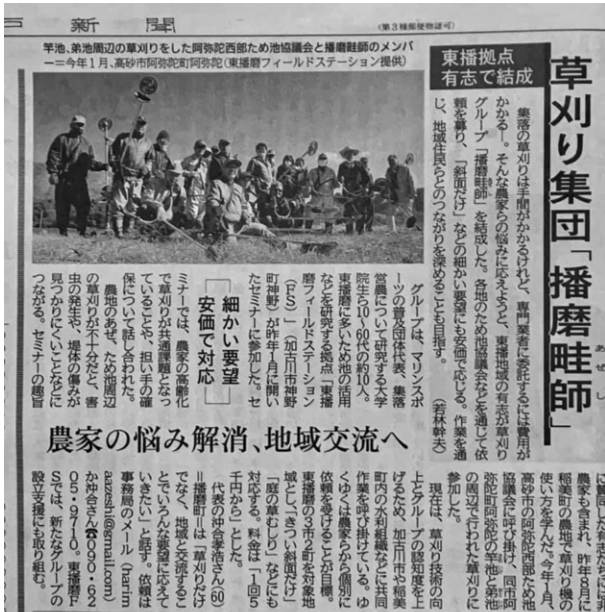 新聞
(第3種郵便物認可)
草刈り集団「播磨畦師」
あぜし
東播拠点
有志で結成
集落の草刈りは手間がかかるけれど、専門業者に委託するには費用が
かかる―。そんな農家らの悩みに応えようと、東播地域の有志が草刈り
グループ「播磨畦師」を結成した。各地のため池協議会などを通じて依
頼を募り、「斜面だけ」などの細かい要望にも安価で応じる。作業を通
じ、地域住民らとのつながりを深めることも目指す。
(若林幹夫)
竿池、弟池周辺の草刈りをした阿弥陀西部ため池協議会と播磨畦師のメンバ
ー＝今年1月、高砂市阿弥陀町阿弥陀(東播磨フィールドステーション提供)
グループは、マリンスポ
ーツの普及団体代表、集落
営農について研究する大学
院生ら10～60代の約10人。
東播磨に多いため池の活用
などを研究する拠点「東播
磨フィールドステーション
(FS)」(加古川市神野
町神野)が昨年1月に開い
たセミナーに参加した。セ
細かい要望
安価で対応
ミナーでは、農家の高齢化
で草刈りが共通課題となっ
ていることや、担い手の確
保について話し合われた。
農地のあぜ、ため池周辺
の草刈りが不十分だと、害
虫の発生や、堤体の傷みが
見つかりにくいことなどに
つながる。セミナーの趣旨
農家の悩み解消、地域交流へ
に賛同した有志たちに
農家も含まれ、昨年8月に
稲美町の農地で草刈り機の
使い方を学んだ。今年1月、
高砂市の阿弥陀西部ため池
協議会に呼び掛け、同市阿
弥陀町阿弥陀の竿池と弟池
の周辺で行われた草刈りに
参加した。
現在は、草刈り技術の向
上とグループの認知度を上
げるため、加古川市や稲美
町内の水利組織などに共同
作業を呼び掛けている。ゆ
くゆくは農家らから個別に
依頼を受けることが目標。
東播磨の3市2町を対象地
域とし、「きつい斜面だけ」
「庭の草むしり」などにも
対応する。料金は「1回5
千円から」とした。
代表の沖合孝吉さん(60)
＝播磨町＝は「草刈りだけ
でなく、地域と交流するこ
とでいろんな要望に応えて
いきたい」と話す。依頼は
事務局のメール(harim
aazeshi@gmail.com)
か沖合さん☎090・62
05・9710。東播磨F
Sでは、新たなグループの
設立支援にも取り組む。